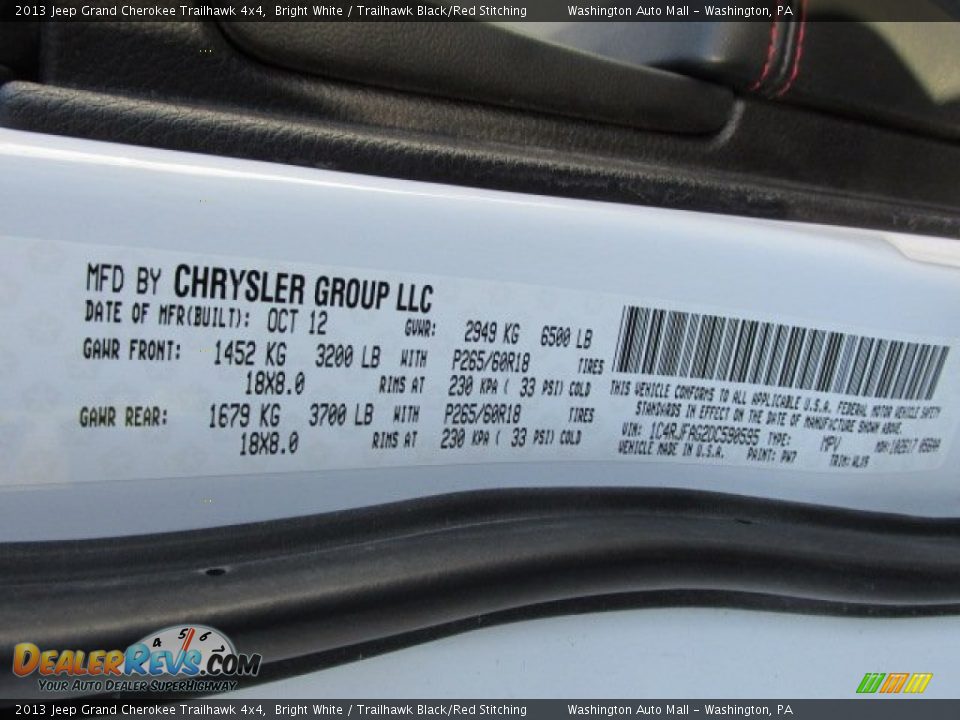 2013 Jeep Grand Cherokee Trailhawk 4x4, Bright White / Trailhawk Black/Red Stitching Washington Auto Mall - Washington, PA
MFD BY CHRYSLER GROUP LLC
DATE OF MFR(BUILT): OCT 12 GVWR: 2949 KG 6500 LB
GAWR FRONT: 1452 KG 3200 LB WITH P265/60R18 TIRES
18X8.0 RIMS AT 230 KPA ( 33 PSI) COLD
GAWR REAR: 1679 KG 3700 LB WITH P265/60R18 TIRES
18X8.0 RIMS AT 230 KPA ( 33 PSI) COLD
THIS VEHICLE CONFORMS TO ALL APPLICABLE U.S.A. FEDERAL MOTOR VEHICLE SAFETY
STANDARDS IN EFFECT ON THE DATE OF MANUFACTURE SHOWN ABOVE.
VIN: 1C4RJFAG2DC590595 TYPE: MPV MDH:
VEHICLE MADE IN U.S.A. PAINT: PW7 TRIM:
4 5 6
DealerRevs.com
Your Auto Dealer SuperHighway
2013 Jeep Grand Cherokee Trailhawk 4x4, Bright White / Trailhawk Black/Red Stitching Washington Auto Mall - Washington, PA